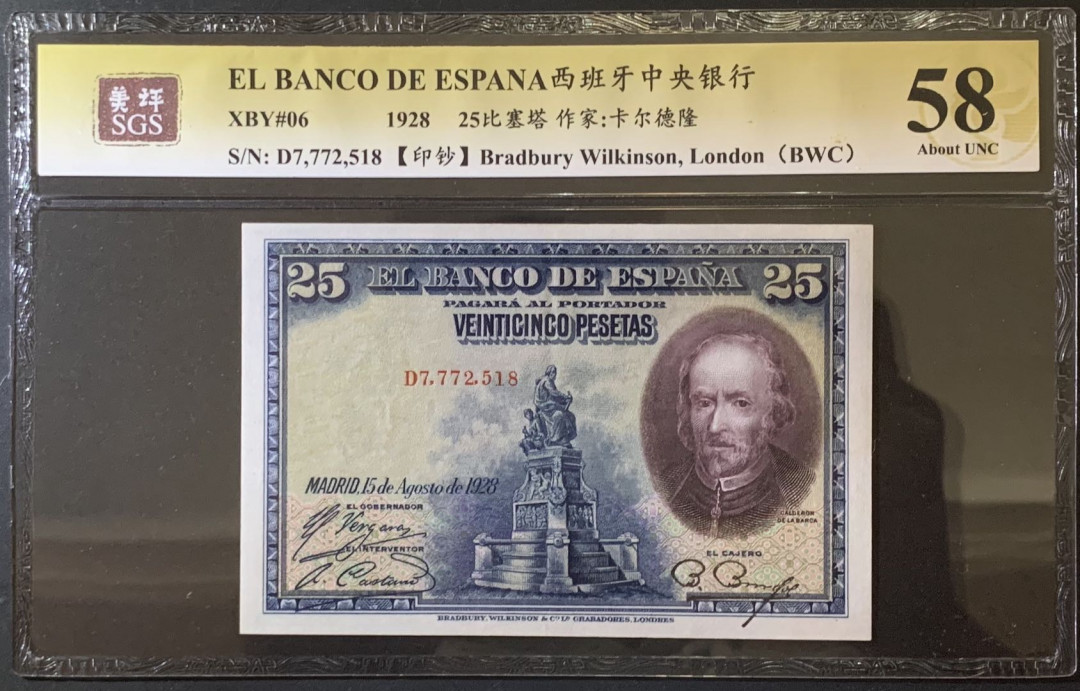 美评
SGS
EL BANCO DE ESPANA西班牙中央银行
XBY#06 1928 25比塞塔 作家:卡尔德隆
S/N: D7,772,518【印钞】Bradbury Wilkinson, London（BWC）
58
About UNC
25 EL BANCO DE ESPAÑA 25
PAGARÁ AL PORTADOR
VEINTICINCO PESETAS
D7.772.518
MADRID, 15 de Agosto de 1928
EL GOBERNADOR
EL INTERVENTOR
CALDERON
DE LA BARCA
EL CAJERO
BRADBURY, WILKINSON & Cº Lº GRABADORES, LONDRES